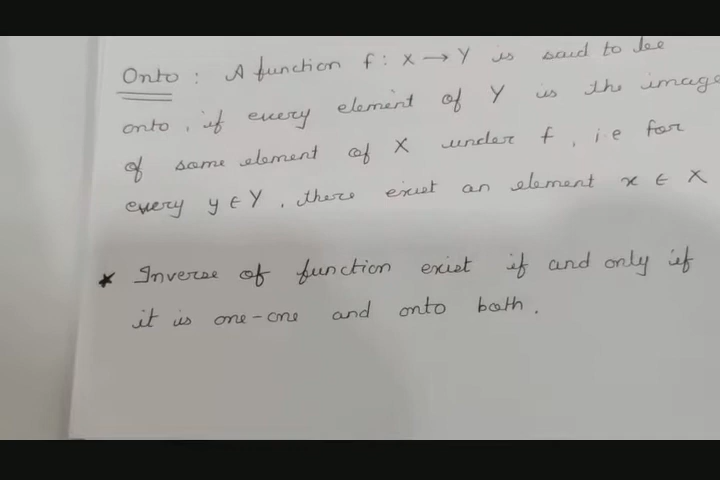 Onto : A function f : X → Y is said to be
onto, if every element of Y is the image
of some element of X under f, i.e for
every y ∈ Y, there exist an element x ∈ X
* Inverse of function exist if and only if
it is one-one and onto both.